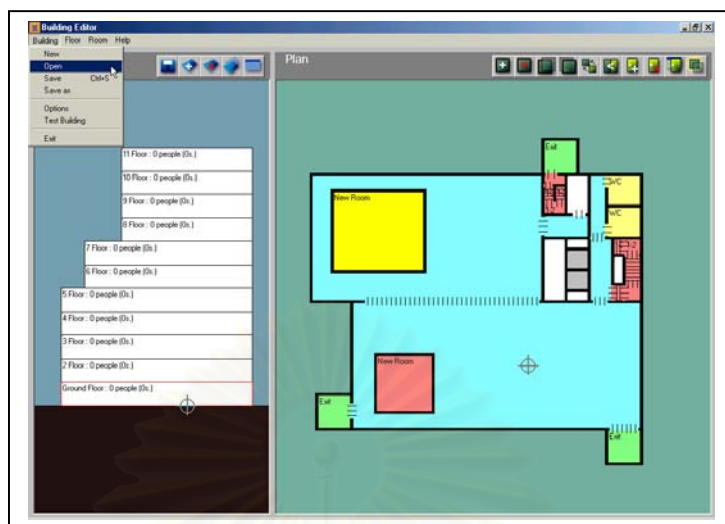 Building Editor
Building Floor Room Help
New
Open
Save Ctrl+S
Save as
Options
Test Building
Exit
Plan
11 Floor : 0 people (0s.)
10 Floor : 0 people (0s.)
9 Floor : 0 people (0s.)
8 Floor : 0 people (0s.)
7 Floor : 0 people (0s.)
6 Floor : 0 people (0s.)
5 Floor : 0 people (0s.)
4 Floor : 0 people (0s.)
3 Floor : 0 people (0s.)
2 Floor : 0 people (0s.)
Ground Floor : 0 people (0s.)
Exit
New Room
WC
WC
New Room
Exit
Exit